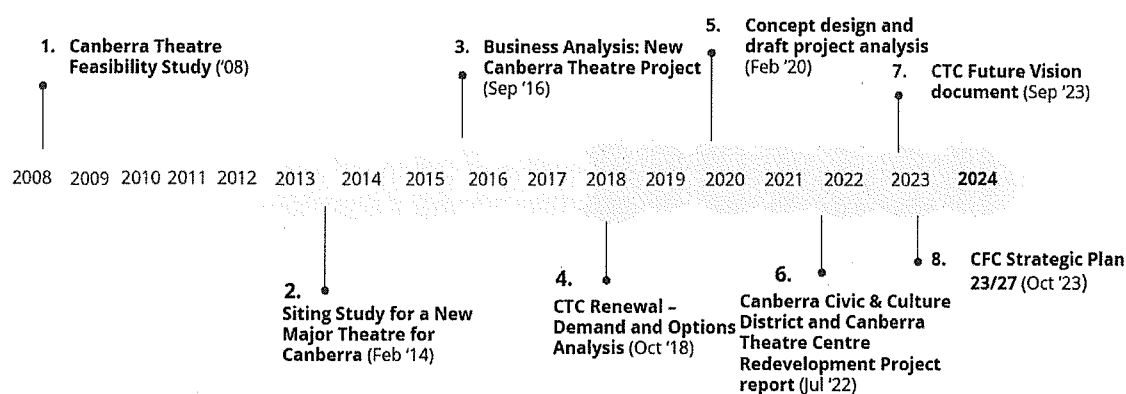 1. Canberra Theatre
Feasibility Study ('08)
3. Business Analysis: New
Canberra Theatre Project
(Sep '16)
5. Concept design and
draft project analysis
(Feb '20)
7. CTC Future Vision
document (Sep '23)
2008 2009 2010 2011 2012 2013 2014 2015 2016 2017 2018 2019 2020 2021 2022 2023 2024
2.
Siting Study for a New
Major Theatre for
Canberra (Feb '14)
4.
CTC Renewal –
Demand and Options
Analysis (Oct '18)
6.
Canberra Civic & Culture
District and Canberra
Theatre Centre
Redevelopment Project
report (Jul '22)
8. CFC Strategic Plan
23/27 (Oct '23)